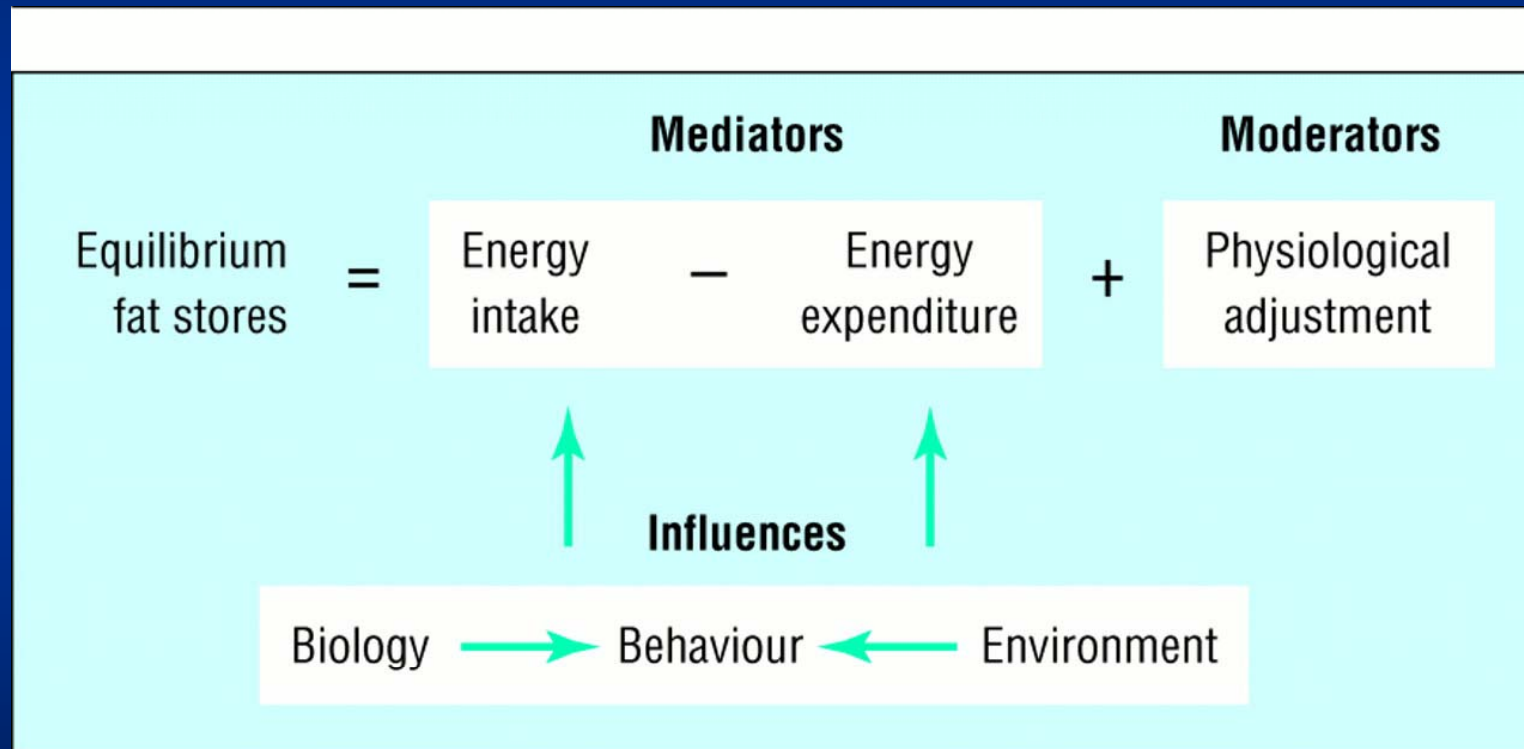 Mediators
Moderators
Equilibrium
fat stores
=
Energy
intake
–
Energy
expenditure
+
Physiological
adjustment
Influences
Biology
Behaviour
Environment